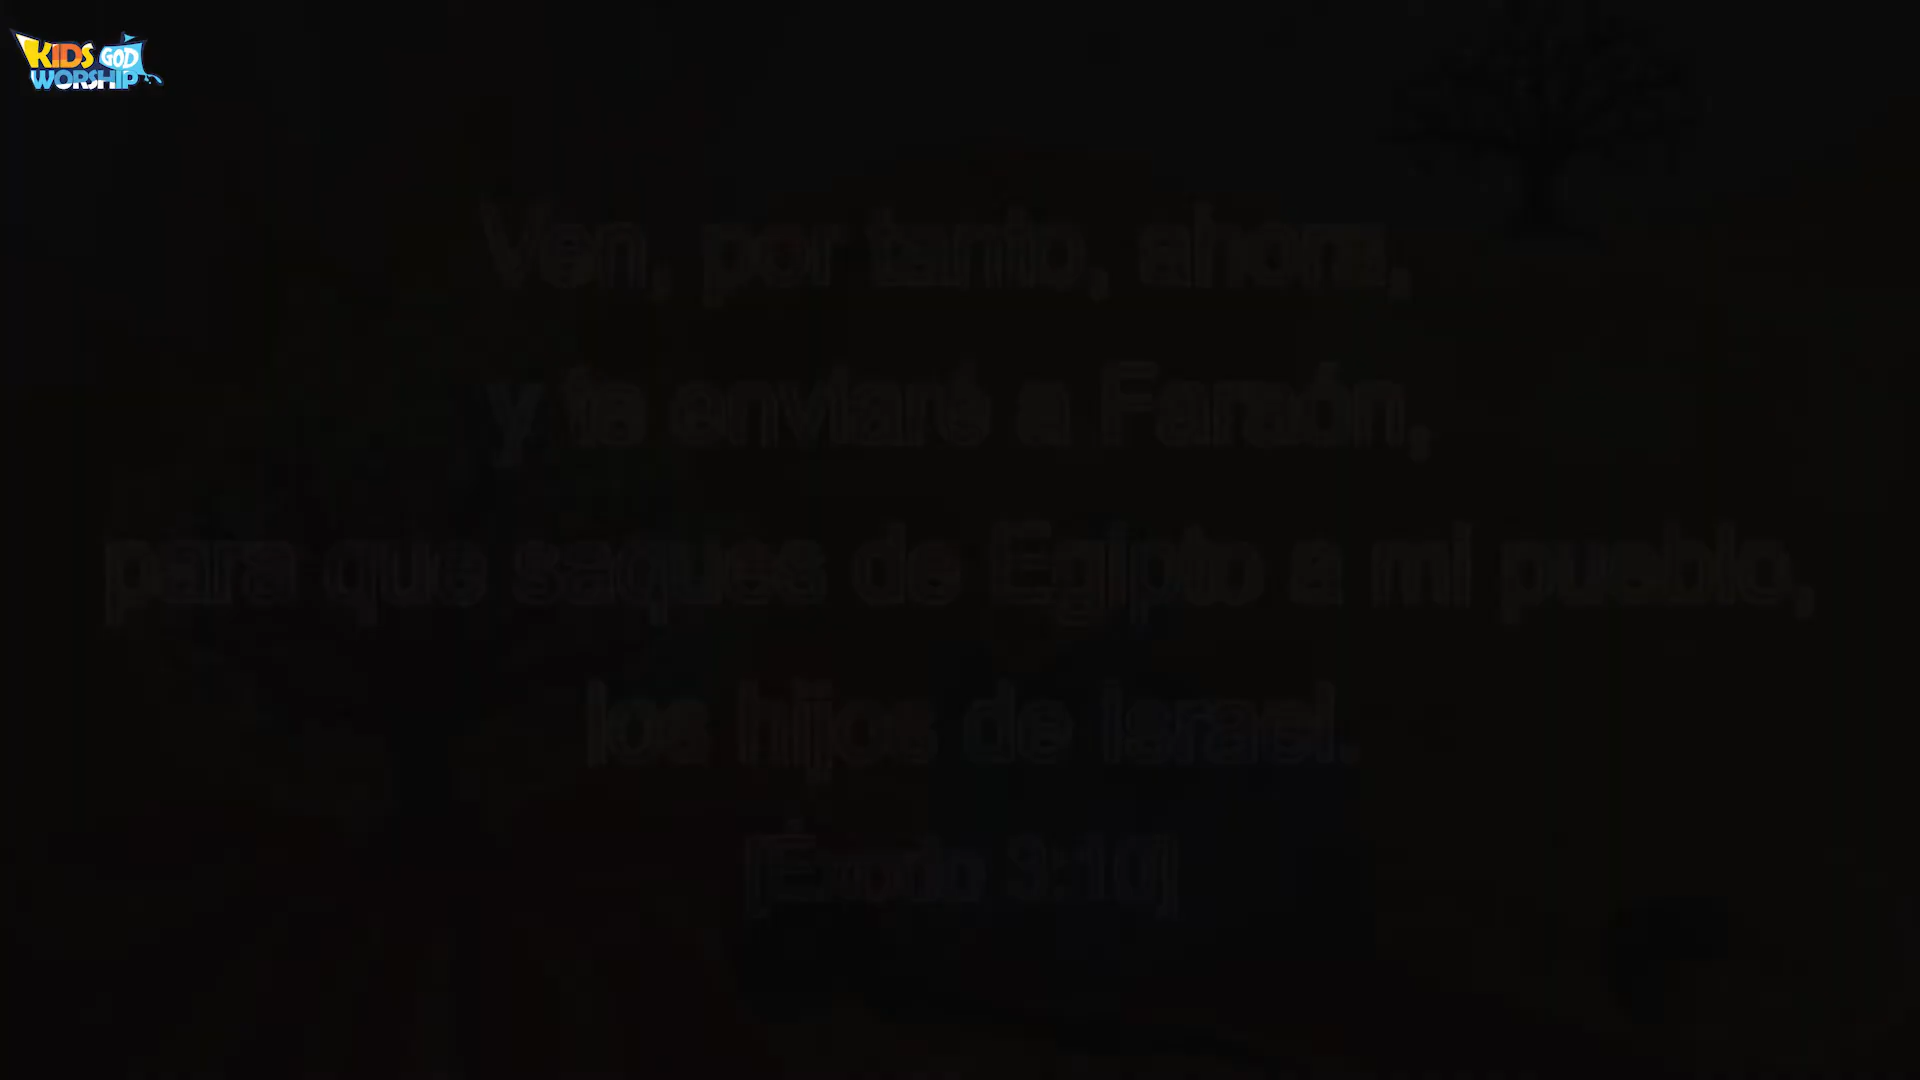 KIDS GOD
WORSHIP
Ven, por tanto, ahora,
y te enviaré a Faraón,
para que saques de Egipto a mi pueblo,
los hijos de Israel.
[Éxodo 3:10]